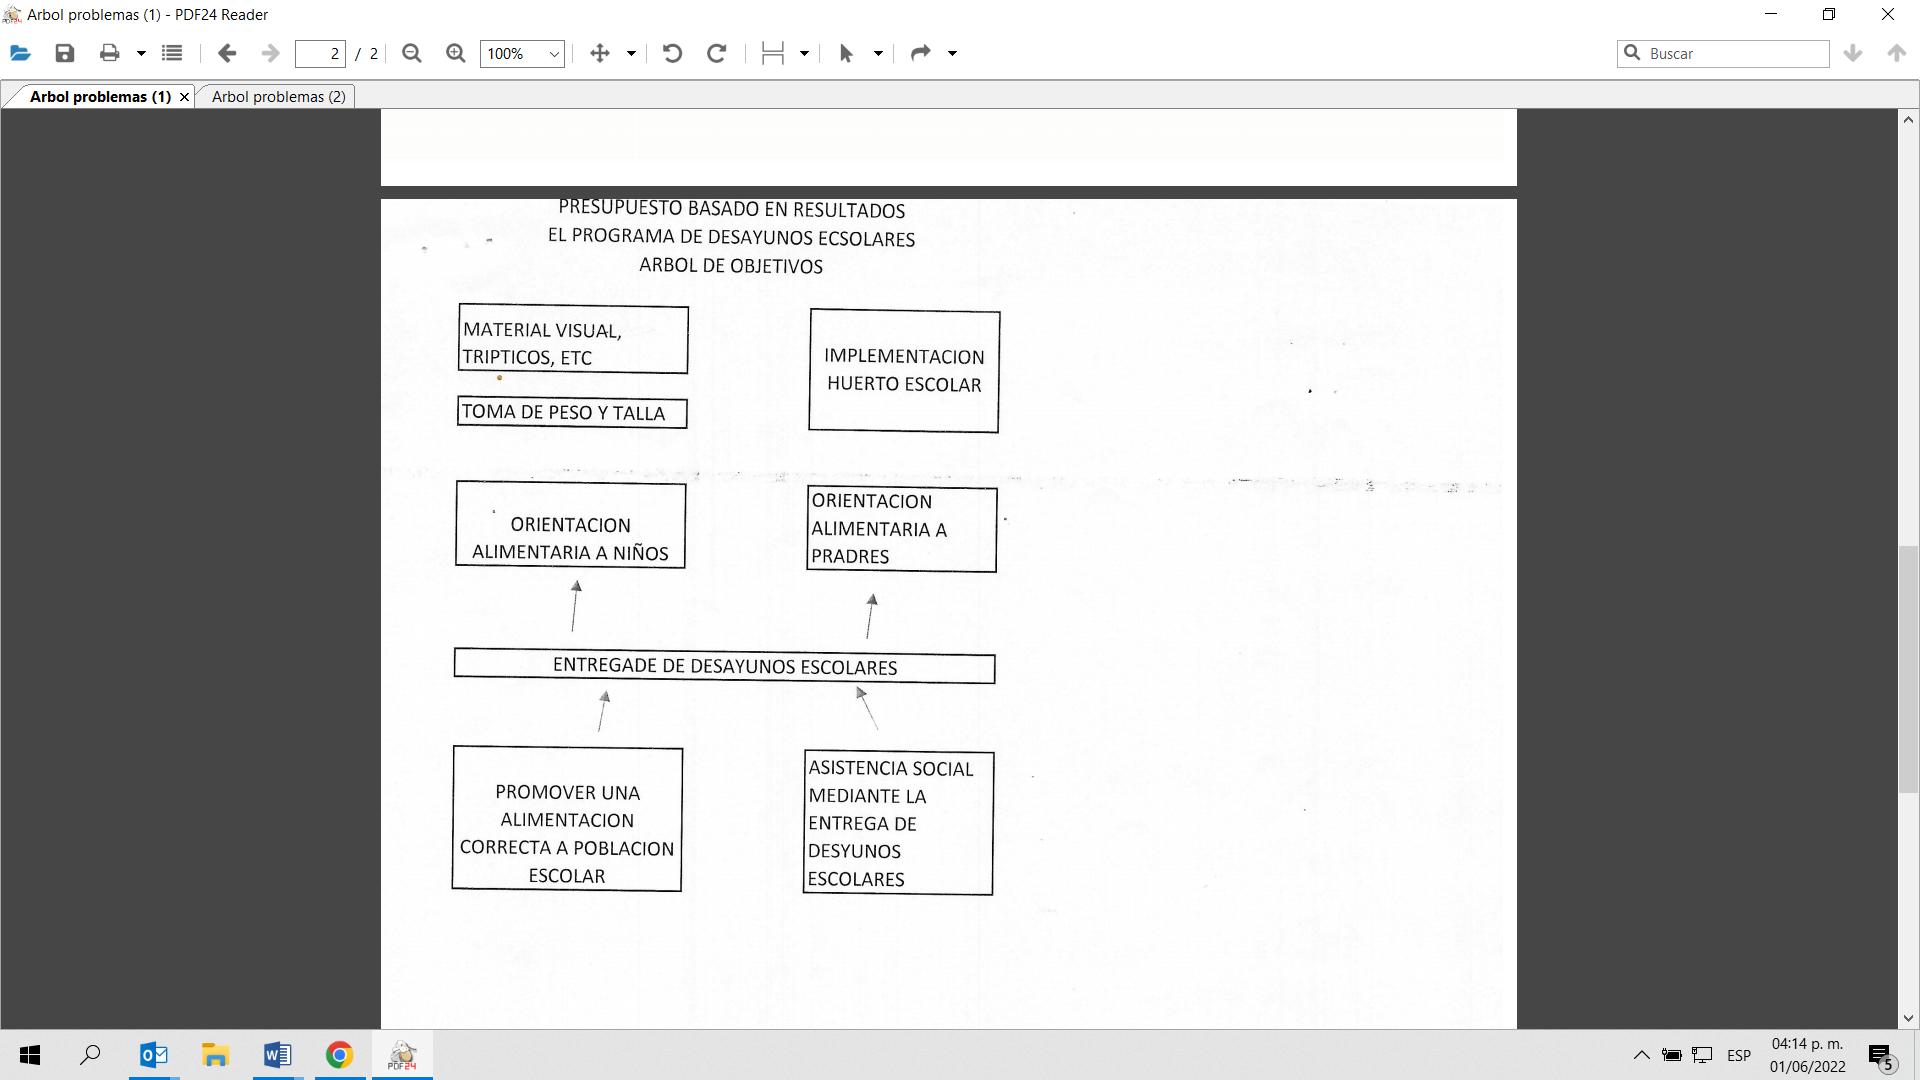 Arbol problemas (1) - PDF24 Reader
2 / 2
100%
Buscar
Arbol problemas (1)
Arbol problemas (2)
PRESUPUESTO BASADO EN RESULTADOS
EL PROGRAMA DE DESAYUNOS ECSOLARES
ARBOL DE OBJETIVOS
MATERIAL VISUAL,
TRIPTICOS, ETC
TOMA DE PESO Y TALLA
IMPLEMENTACION
HUERTO ESCOLAR
ORIENTACION
ALIMENTARIA A NIÑOS
ORIENTACION
ALIMENTARIA A
PRADRES
ENTREGADE DE DESAYUNOS ESCOLARES
PROMOVER UNA
ALIMENTACION
CORRECTA A POBLACION
ESCOLAR
ASISTENCIA SOCIAL
MEDIANTE LA
ENTREGA DE
DESYUNOS
ESCOLARES
PDF24
ESP
04:14 p. m.
01/06/2022
5